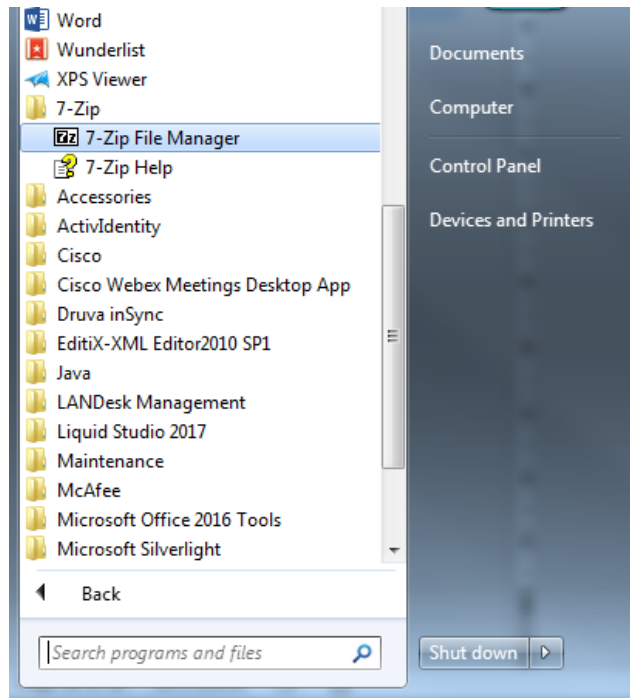 Word
Wunderlist
XPS Viewer
7-Zip
7-Zip File Manager
7-Zip Help
Accessories
ActivIdentity
Cisco
Cisco Webex Meetings Desktop App
Druva inSync
EditiX-XML Editor2010 SP1
Java
LANDesk Management
Liquid Studio 2017
Maintenance
McAfee
Microsoft Office 2016 Tools
Microsoft Silverlight
Back
Search programs and files
Documents
Computer
Control Panel
Devices and Printers
Shut down